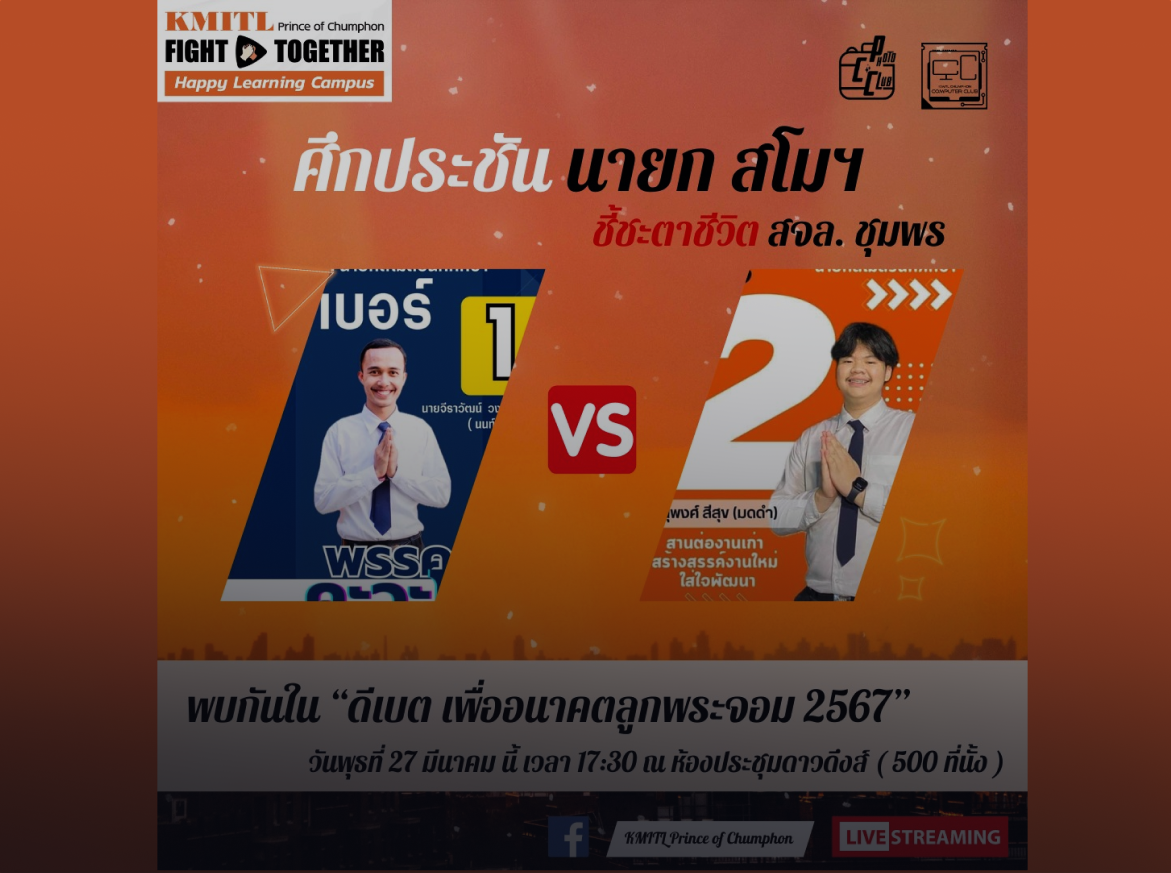 KMITL Prince of Chumphon
FIGHT TOGETHER
Happy Learning Campus
PHOTO
CLUB
COMPUTER CLUB
ศึกประชัน นายก สโมฯ
ชี้ชะตาชีวิต สจล. ชุมพร
เบอร์
1
นายจีราวัฒน์
พรรค
VS
2
สีสุข (มดดำ)
สานต่องานเก่า
สร้างสรรค์งานใหม่
ใส่ใจพัฒนา
พบกันใน “ดีเบต เพื่ออนาคตลูกพระจอม 2567”
วันพุธที่ 27 มีนาคม นี้ เวลา 17:30 ณ ห้องประชุมดาวดึงส์ ( 500 ที่นั้ง )
KMITL Prince of Chumphon
LIVE STREAMING